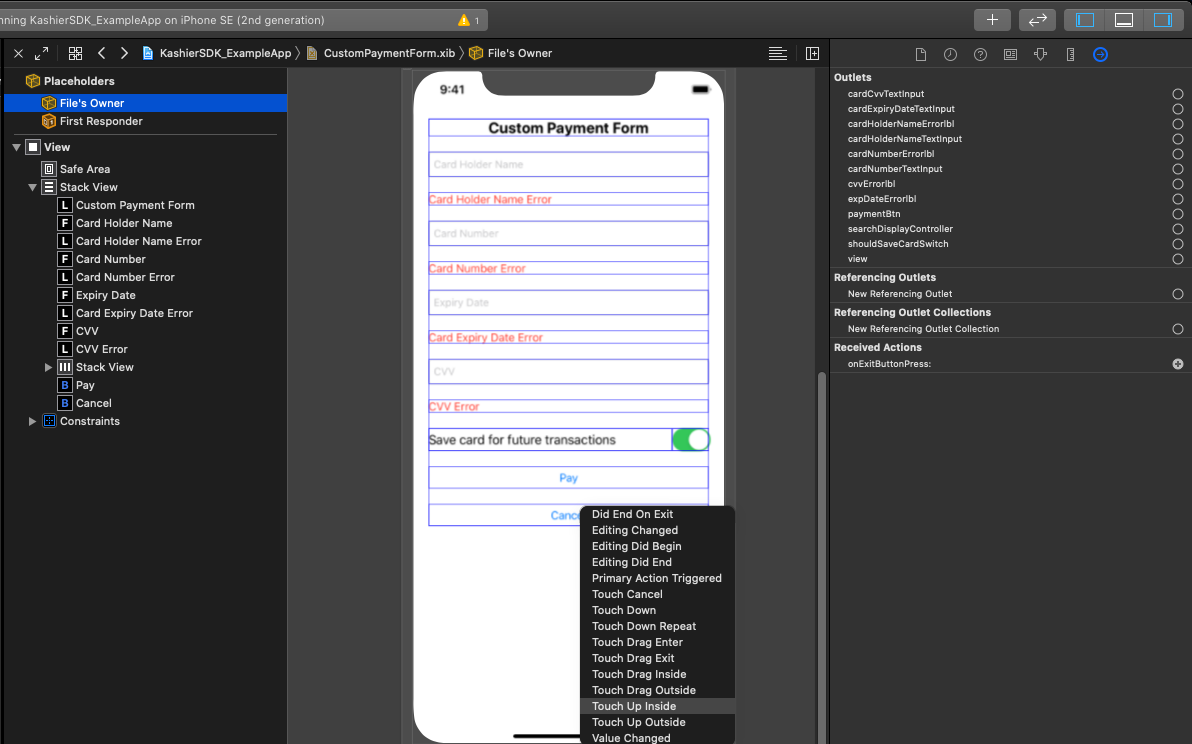 nning KashierSDK_ExampleApp on iPhone SE (2nd generation)
1
KashierSDK_ExampleApp
CustomPaymentForm.xib
File's Owner
Placeholders
File's Owner
First Responder
View
Safe Area
Stack View
L Custom Payment Form
F Card Holder Name
L Card Holder Name Error
F Card Number
L Card Number Error
F Expiry Date
L Card Expiry Date Error
F CVV
L CVV Error
Stack View
B Pay
B Cancel
Constraints
9:41
Custom Payment Form
Card Holder Name
Card Holder Name Error
Card Number
Card Number Error
Expiry Date
Card Expiry Date Error
CVV
CVV Error
Save card for future transactions
Pay
Canc
Did End On Exit
Editing Changed
Editing Did Begin
Editing Did End
Primary Action Triggered
Touch Cancel
Touch Down
Touch Down Repeat
Touch Drag Enter
Touch Drag Exit
Touch Drag Inside
Touch Drag Outside
Touch Up Inside
Touch Up Outside
Value Changed
Outlets
cardCvvTextInput
cardExpiryDateTextInput
cardHolderNameErrorlbl
cardHolderNameTextInput
cardNumberErrorlbl
cardNumberTextInput
cvvErrorlbl
expDateErrorlbl
paymentBtn
searchDisplayController
shouldSaveCardSwitch
view
Referencing Outlets
New Referencing Outlet
Referencing Outlet Collections
New Referencing Outlet Collection
Received Actions
onExitButtonPress: